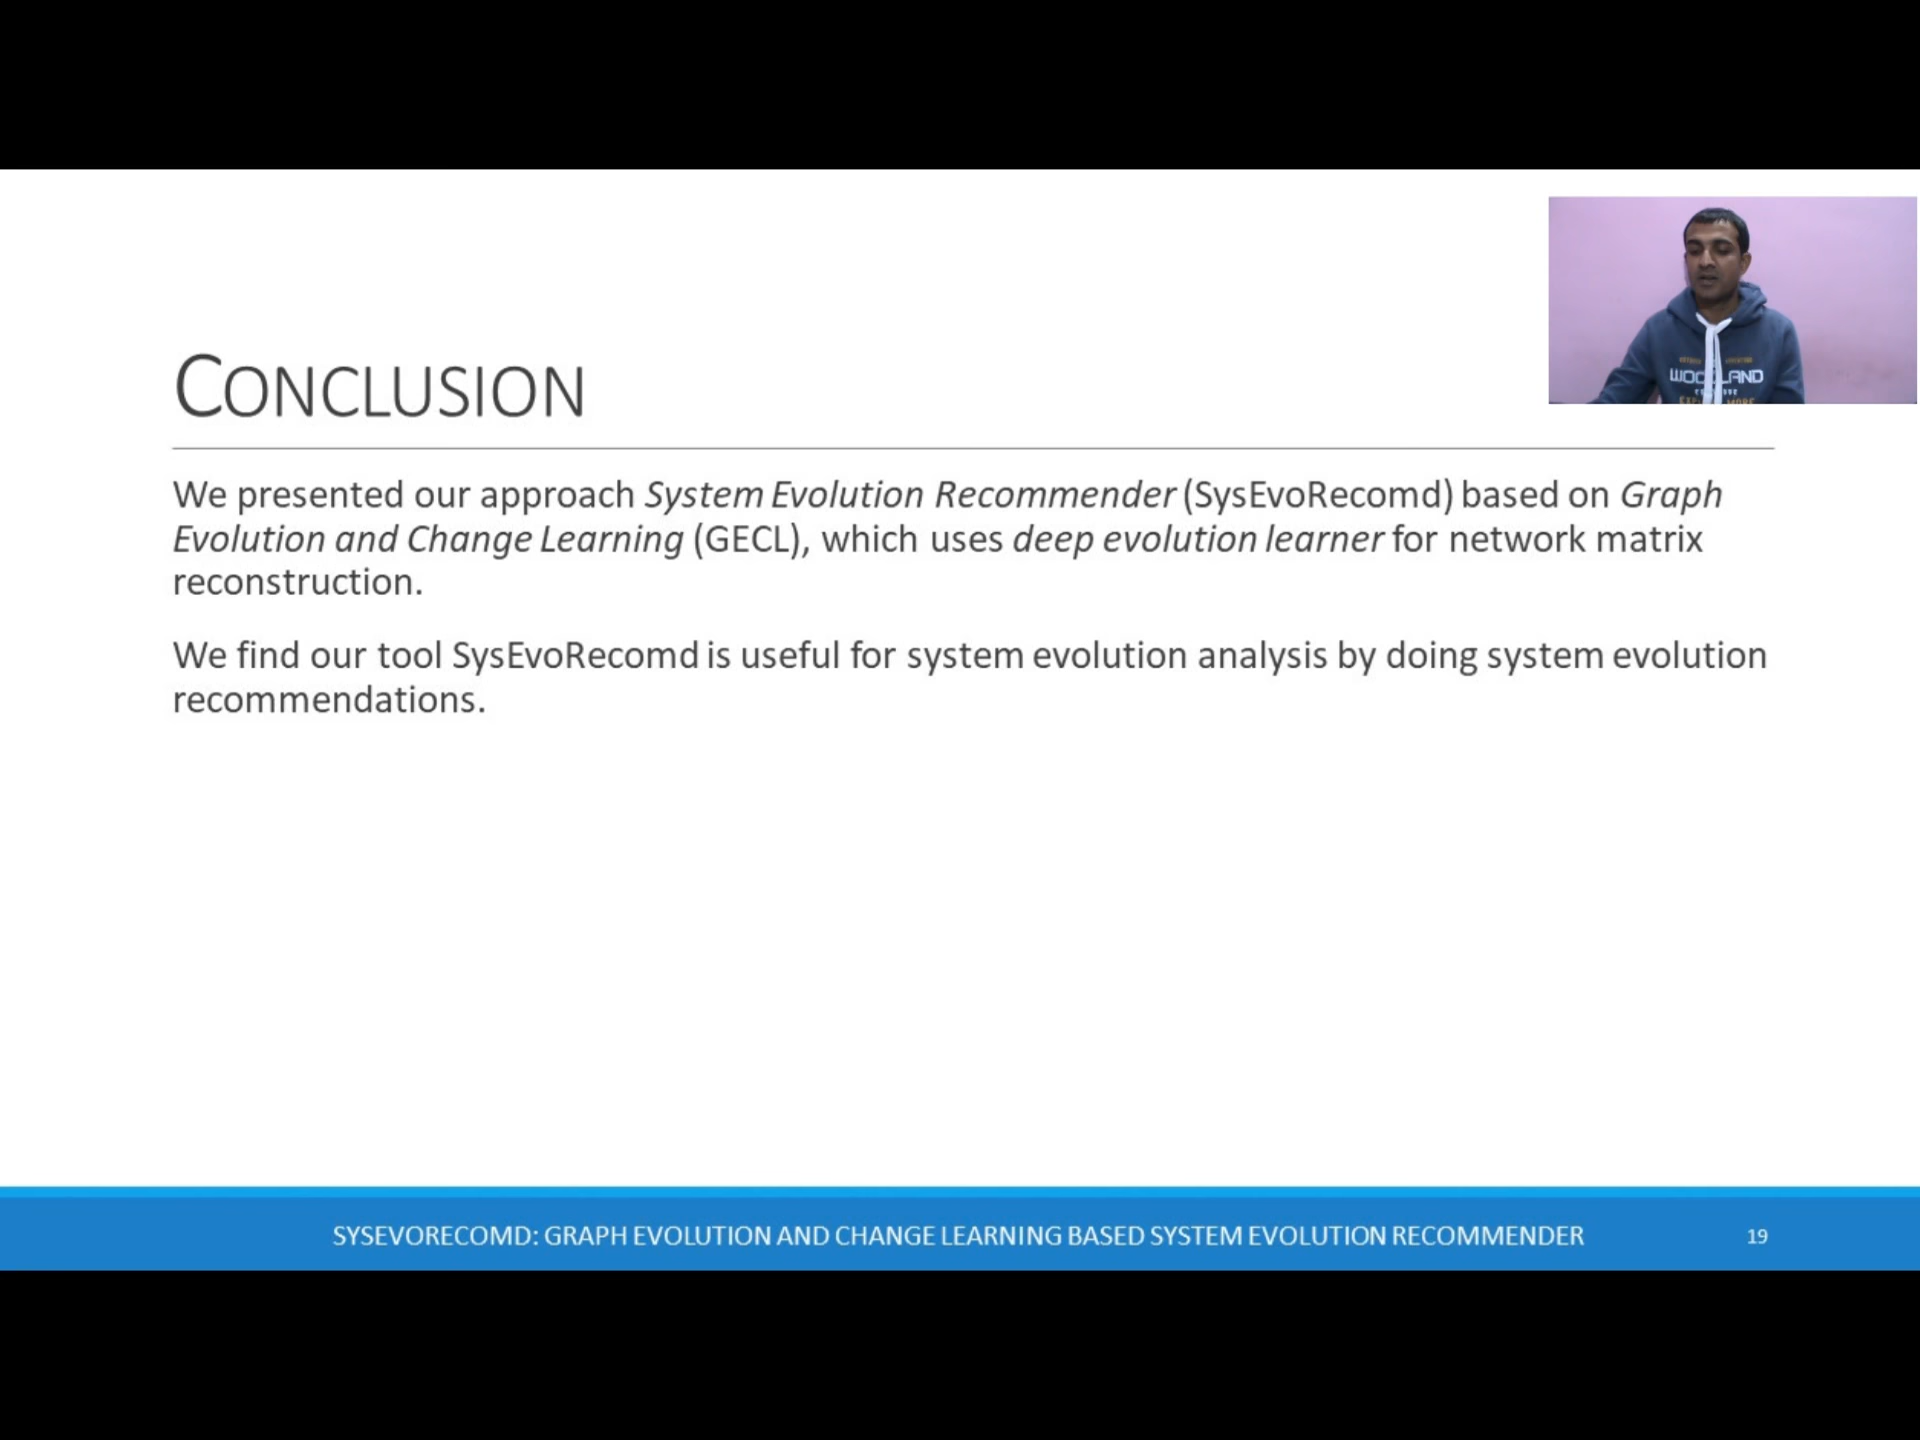 CONCLUSION
We presented our approach System Evolution Recommender (SysEvoRecomd) based on Graph
Evolution and Change Learning (GECL), which uses deep evolution learner for network matrix
reconstruction.
We find our tool SysEvoRecomd is useful for system evolution analysis by doing system evolution
recommendations.
SYSEVORECOMD: GRAPH EVOLUTION AND CHANGE LEARNING BASED SYSTEM EVOLUTION RECOMMENDER
19